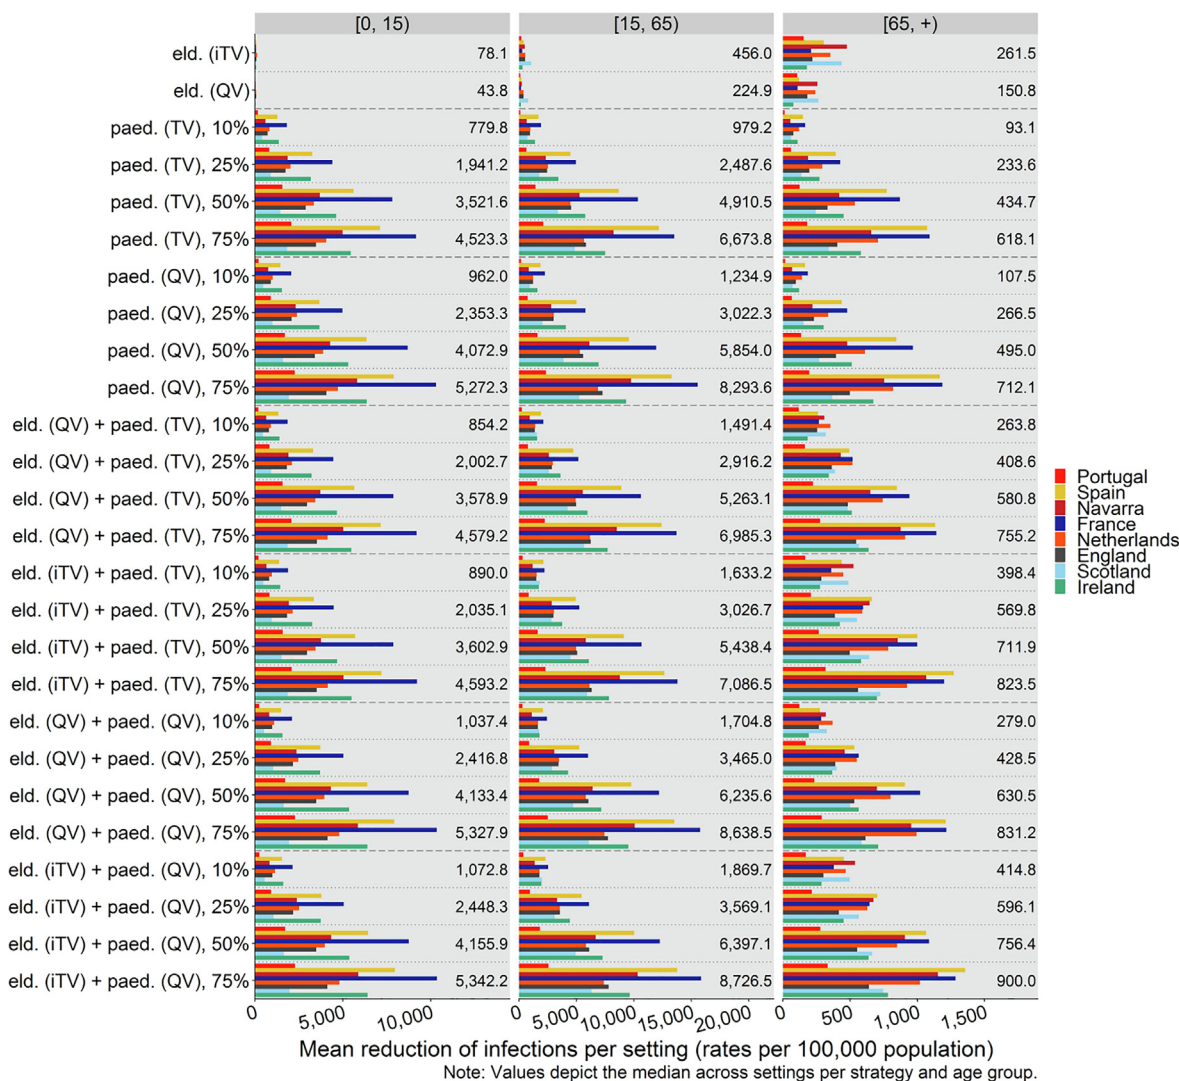 [0, 15) [15, 65) [65, +)
eld. (iTV) 78.1 456.0 261.5
eld. (QV) 43.8 224.9 150.8
paed. (TV), 10% 779.8 979.2 93.1
paed. (TV), 25% 1,941.2 2,487.6 233.6
paed. (TV), 50% 3,521.6 4,910.5 434.7
paed. (TV), 75% 4,523.3 6,673.8 618.1
paed. (QV), 10% 962.0 1,234.9 107.5
paed. (QV), 25% 2,353.3 3,022.3 266.5
paed. (QV), 50% 4,072.9 5,854.0 495.0
paed. (QV), 75% 5,272.3 8,293.6 712.1
eld. (QV) + paed. (TV), 10% 854.2 1,491.4 263.8
eld. (QV) + paed. (TV), 25% 2,002.7 2,916.2 408.6
eld. (QV) + paed. (TV), 50% 3,578.9 5,263.1 580.8
eld. (QV) + paed. (TV), 75% 4,579.2 6,985.3 755.2
eld. (iTV) + paed. (TV), 10% 890.0 1,633.2 398.4
eld. (iTV) + paed. (TV), 25% 2,035.1 3,026.7 569.8
eld. (iTV) + paed. (TV), 50% 3,602.9 5,438.4 711.9
eld. (iTV) + paed. (TV), 75% 4,593.2 7,086.5 823.5
eld. (QV) + paed. (QV), 10% 1,037.4 1,704.8 279.0
eld. (QV) + paed. (QV), 25% 2,416.8 3,465.0 428.5
eld. (QV) + paed. (QV), 50% 4,133.4 6,235.6 630.5
eld. (QV) + paed. (QV), 75% 5,327.9 8,638.5 831.2
eld. (iTV) + paed. (QV), 10% 1,072.8 1,869.7 414.8
eld. (iTV) + paed. (QV), 25% 2,448.3 3,569.1 596.1
eld. (iTV) + paed. (QV), 50% 4,155.9 6,397.1 756.4
eld. (iTV) + paed. (QV), 75% 5,342.2 8,726.5 900.0
0 5,000 10,000 0 5,000 10,000 15,000 20,000 0 500 1,000 1,500
Mean reduction of infections per setting (rates per 100,000 population)
Note: Values depict the median across settings per strategy and age group.
Portugal
Spain
Navarra
France
Netherlands
England
Scotland
Ireland